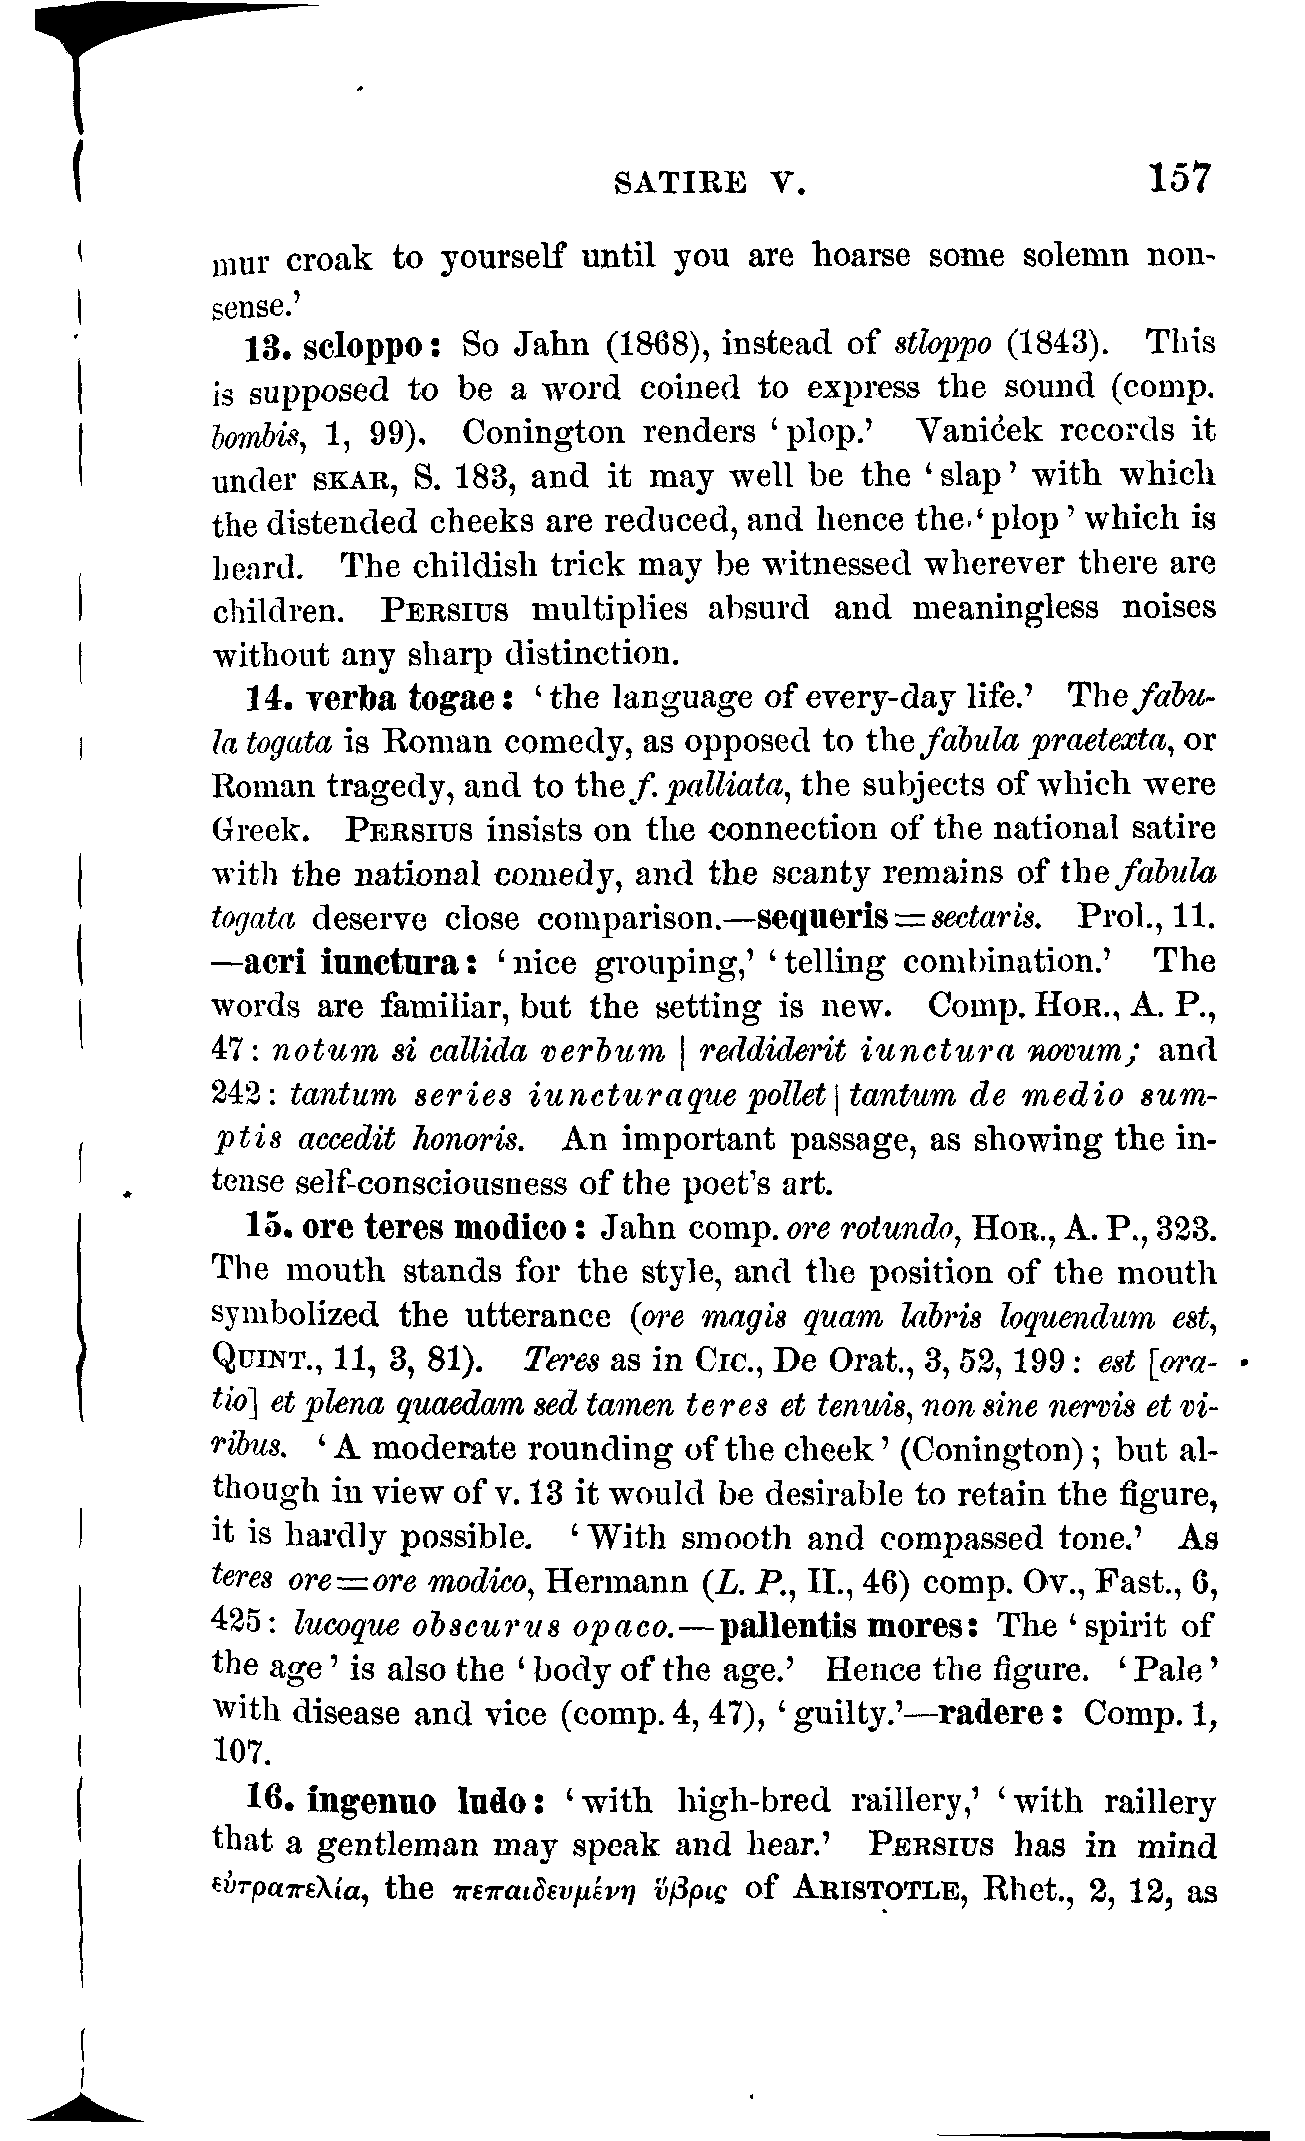 SATIRE V. 157
mur croak to yourself until you are hoarse some solemn non-
sense.’
13. scloppo: So Jahn (1868), instead of stloppo (1843). This
is supposed to be a word coined to express the sound (comp.
bombis, 1, 99). Conington renders ‘plop.’ Vanićek records it
under SKAR, S. 183, and it may well be the ‘slap’ with which
the distended cheeks are reduced, and hence the ‘plop’ which is
heard. The childish trick may be witnessed wherever there are
children. PERSIUS multiplies absurd and meaningless noises
without any sharp distinction.
14. verba togae: ‘the language of every-day life.’ The fabu-
la togata is Roman comedy, as opposed to the fabula praetexta, or
Roman tragedy, and to the f. palliata, the subjects of which were
Greek. PERSIUS insists on the connection of the national satire
with the national comedy, and the scanty remains of the fabula
togata deserve close comparison.—sequeris=sectaris. Prol., 11.
—acri iunctura: ‘nice grouping,’ ‘telling combination.’ The
words are familiar, but the setting is new. Comp. HOR., A. P.,
47: notum si callida verbum | reddiderit iunctura novum; and
242: tantum series iuncturaque pollet | tantum de medio sum-
ptis accedit honoris. An important passage, as showing the in-
tense self-consciousness of the poet’s art.
15. ore teres modico: Jahn comp. ore rotundo, HOR., A. P., 323.
The mouth stands for the style, and the position of the mouth
symbolized the utterance (ore magis quam labris loquendum est,
QUINT., 11, 3, 81). Teres as in CIC., De Orat., 3, 52, 199: est [ora-
tio] et plena quaedam sed tamen teres et tenuis, non sine nervis et vi-
ribus. ‘A moderate rounding of the cheek’ (Conington); but al-
though in view of v. 13 it would be desirable to retain the figure,
it is hardly possible. ‘With smooth and compassed tone.’ As
teres ore=ore modico, Hermann (L. P., II., 46) comp. OV., Fast., 6,
425: lucoque obscurus opaco.—pallentis mores: The ‘spirit of
the age’ is also the ‘body of the age.’ Hence the figure. ‘Pale’
with disease and vice (comp. 4, 47), ‘guilty.’—radere: Comp. 1,
107.
16. ingenuo ludo: ‘with high-bred raillery,’ ‘with raillery
that a gentleman may speak and hear.’ PERSIUS has in mind
εὐτραπελία, the πεπαιδευμένη ὕβρις of ARISTOTLE, Rhet., 2, 12, as